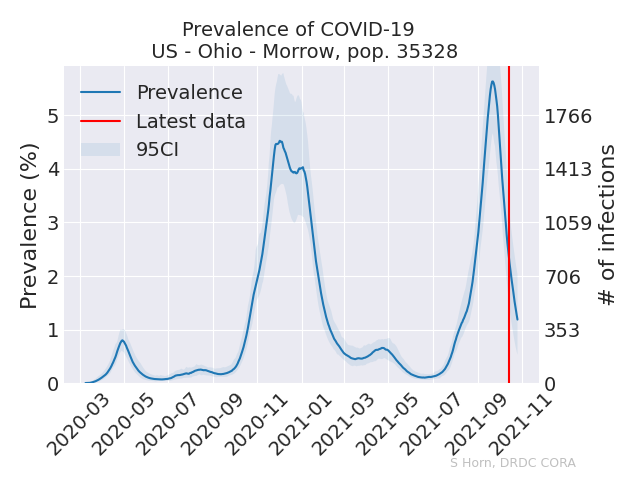 Prevalence of COVID-19
US - Ohio - Morrow, pop. 35328
Prevalence
Latest data
95CI
Prevalence (%)
5
4
3
2
1
0
1766
1413
1059
706
353
0
# of infections
2020-03
2020-05
2020-07
2020-09
2020-11
2021-01
2021-03
2021-05
2021-07
2021-09
2021-11
S Horn, DRDC CORA